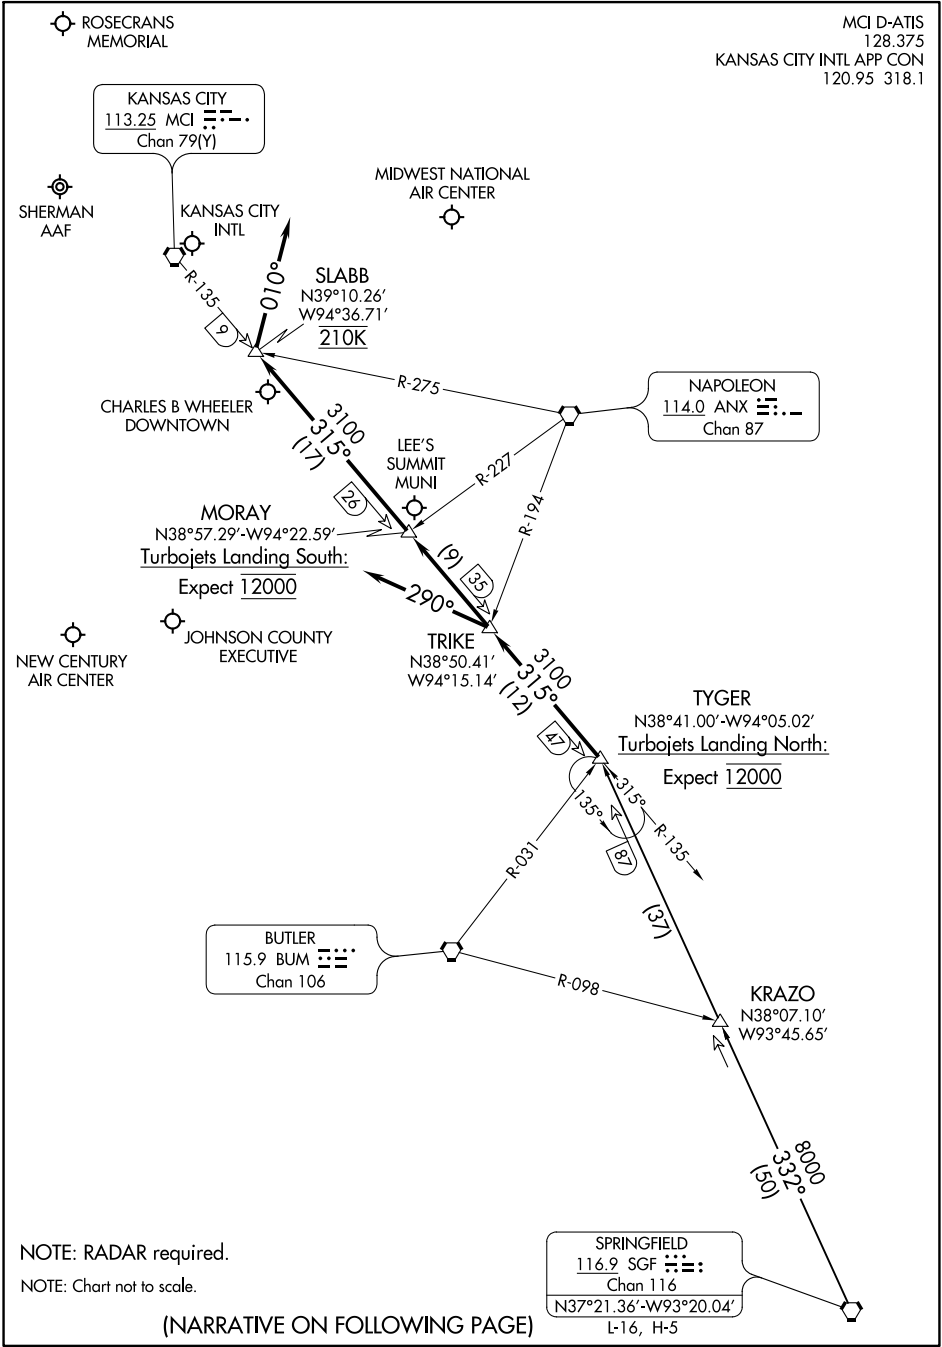 ROSECRANS
MEMORIAL
MCI D-ATIS
128.375
KANSAS CITY INTL APP CON
120.95 318.1
KANSAS CITY
113.25 MCI
Chan 79(Y)
SHERMAN
AAF
KANSAS CITY
INTL
MIDWEST NATIONAL
AIR CENTER
R-135
9
010°
SLABB
N39°10.26'
W94°36.71'
210K
CHARLES B WHEELER
DOWNTOWN
R-275
NAPOLEON
114.0 ANX
Chan 87
3100
315°
(17)
LEE'S
SUMMIT
MUNI
R-227
R-194
26
MORAY
N38°57.29'-W94°22.59'
Turbojets Landing South:
Expect 12000
(9)
35
290°
NEW CENTURY
AIR CENTER
JOHNSON COUNTY
EXECUTIVE
TRIKE
N38°50.41'
W94°15.14'
3100
315°
(12)
TYGER
N38°41.00'-W94°05.02'
Turbojets Landing North:
Expect 12000
47
135°
315°
R-135
R-031
87
(37)
BUTLER
115.9 BUM
Chan 106
R-098
KRAZO
N38°07.10'
W93°45.65'
8000
332°
(50)
NOTE: RADAR required.
NOTE: Chart not to scale.
SPRINGFIELD
116.9 SGF
Chan 116
N37°21.36'-W93°20.04'
L-16, H-5
(NARRATIVE ON FOLLOWING PAGE)